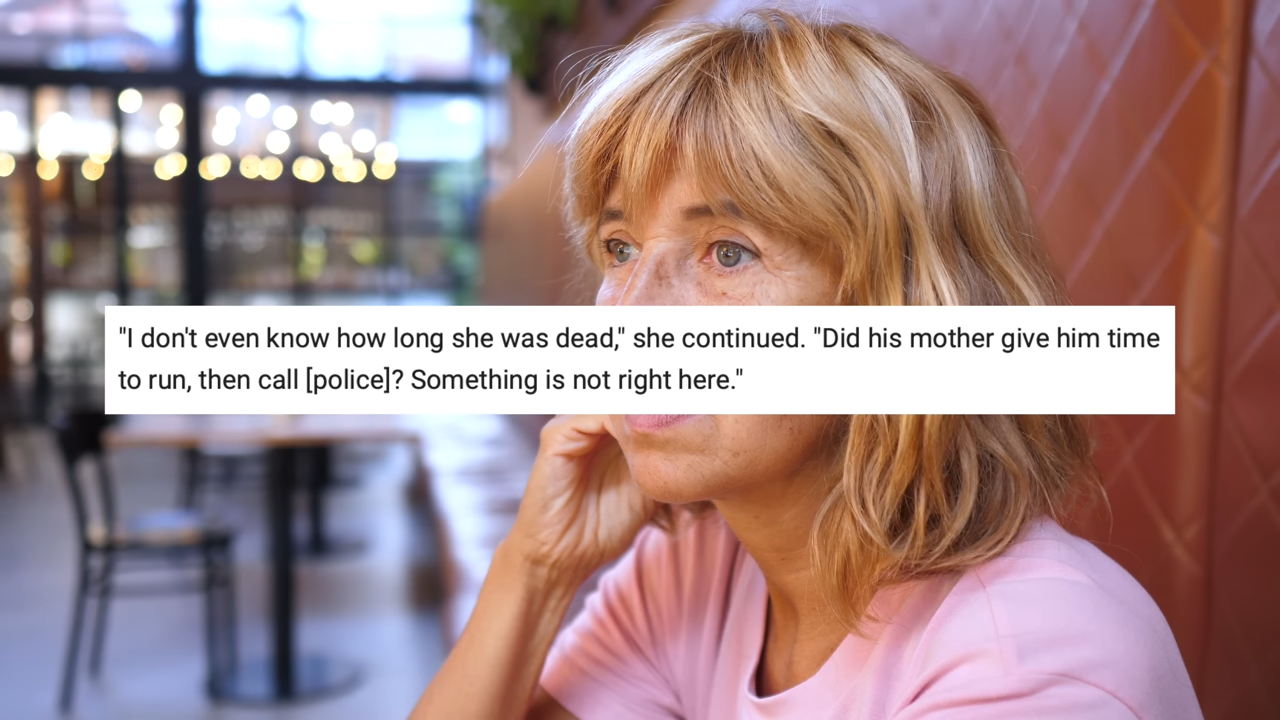 "I don't even know how long she was dead," she continued. "Did his mother give him time
to run, then call [police]? Something is not right here."